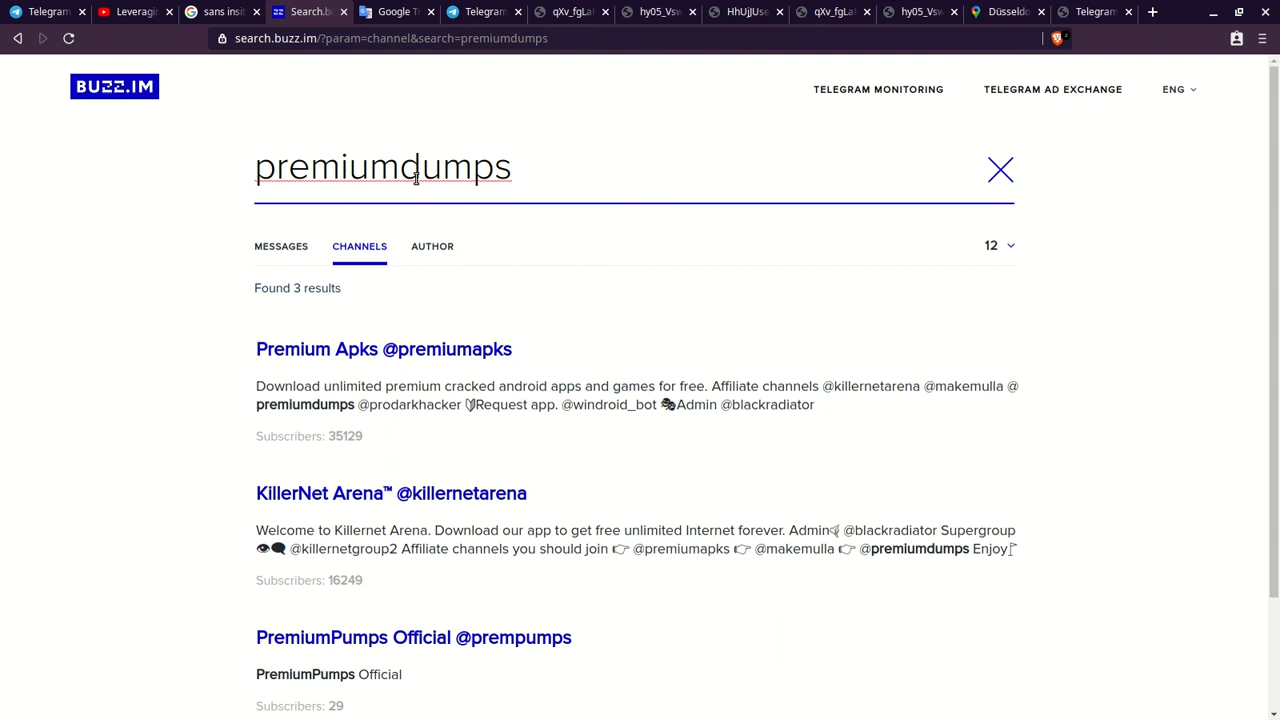 Telegram
Leveragi
sans insit
Search.bu
Google T
Telegram
qXv_fgLa
hy05_Vsw
HhUjJUse
qXv_fgLa
hy05_Vsw
Düsseldo
Telegram
search.buzz.im/?param=channel&search=premiumdumps
BUZZ.IM
TELEGRAM MONITORING
TELEGRAM AD EXCHANGE
ENG
premiumdumps
MESSAGES
CHANNELS
AUTHOR
12
Found 3 results
Premium Apks @premiumapks
Download unlimited premium cracked android apps and games for free. Affiliate channels @killernetarena @makemulla @
premiumdumps @prodarkhacker Request app. @windroid_bot 🎭Admin @blackradiator
Subscribers: 35129
KillerNet Arena™ @killernetarena
Welcome to Killernet Arena. Download our app to get free unlimited Internet forever. Admin @blackradiator Supergroup
👁️‍🗨️ @killernetgroup2 Affiliate channels you should join 👉 @premiumapks 👉 @makemulla 👉 @premiumdumps Enjoy
Subscribers: 16249
PremiumPumps Official @prempumps
PremiumPumps Official
Subscribers: 29